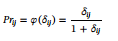 Pr_ij = φ(δ_ij) = δ_ij / (1 + δ_ij)